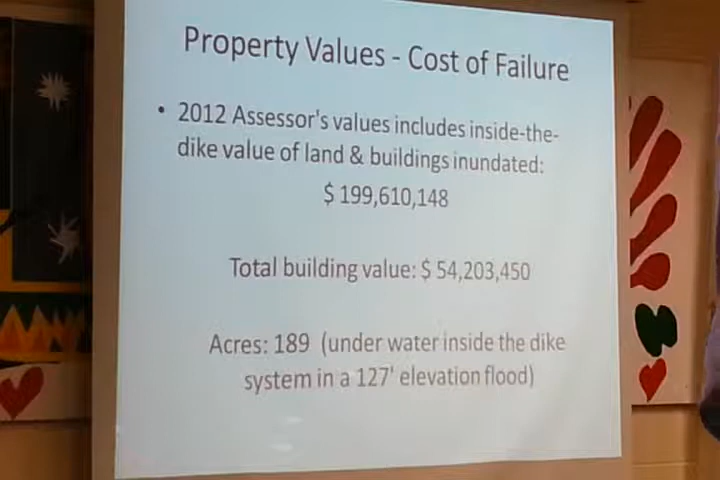 Property Values - Cost of Failure
• 2012 Assessor's values includes inside-the-
dike value of land & buildings inundated:
$ 199,610,148
Total building value: $ 54,203,450
Acres: 189 (under water inside the dike
system in a 127' elevation flood)